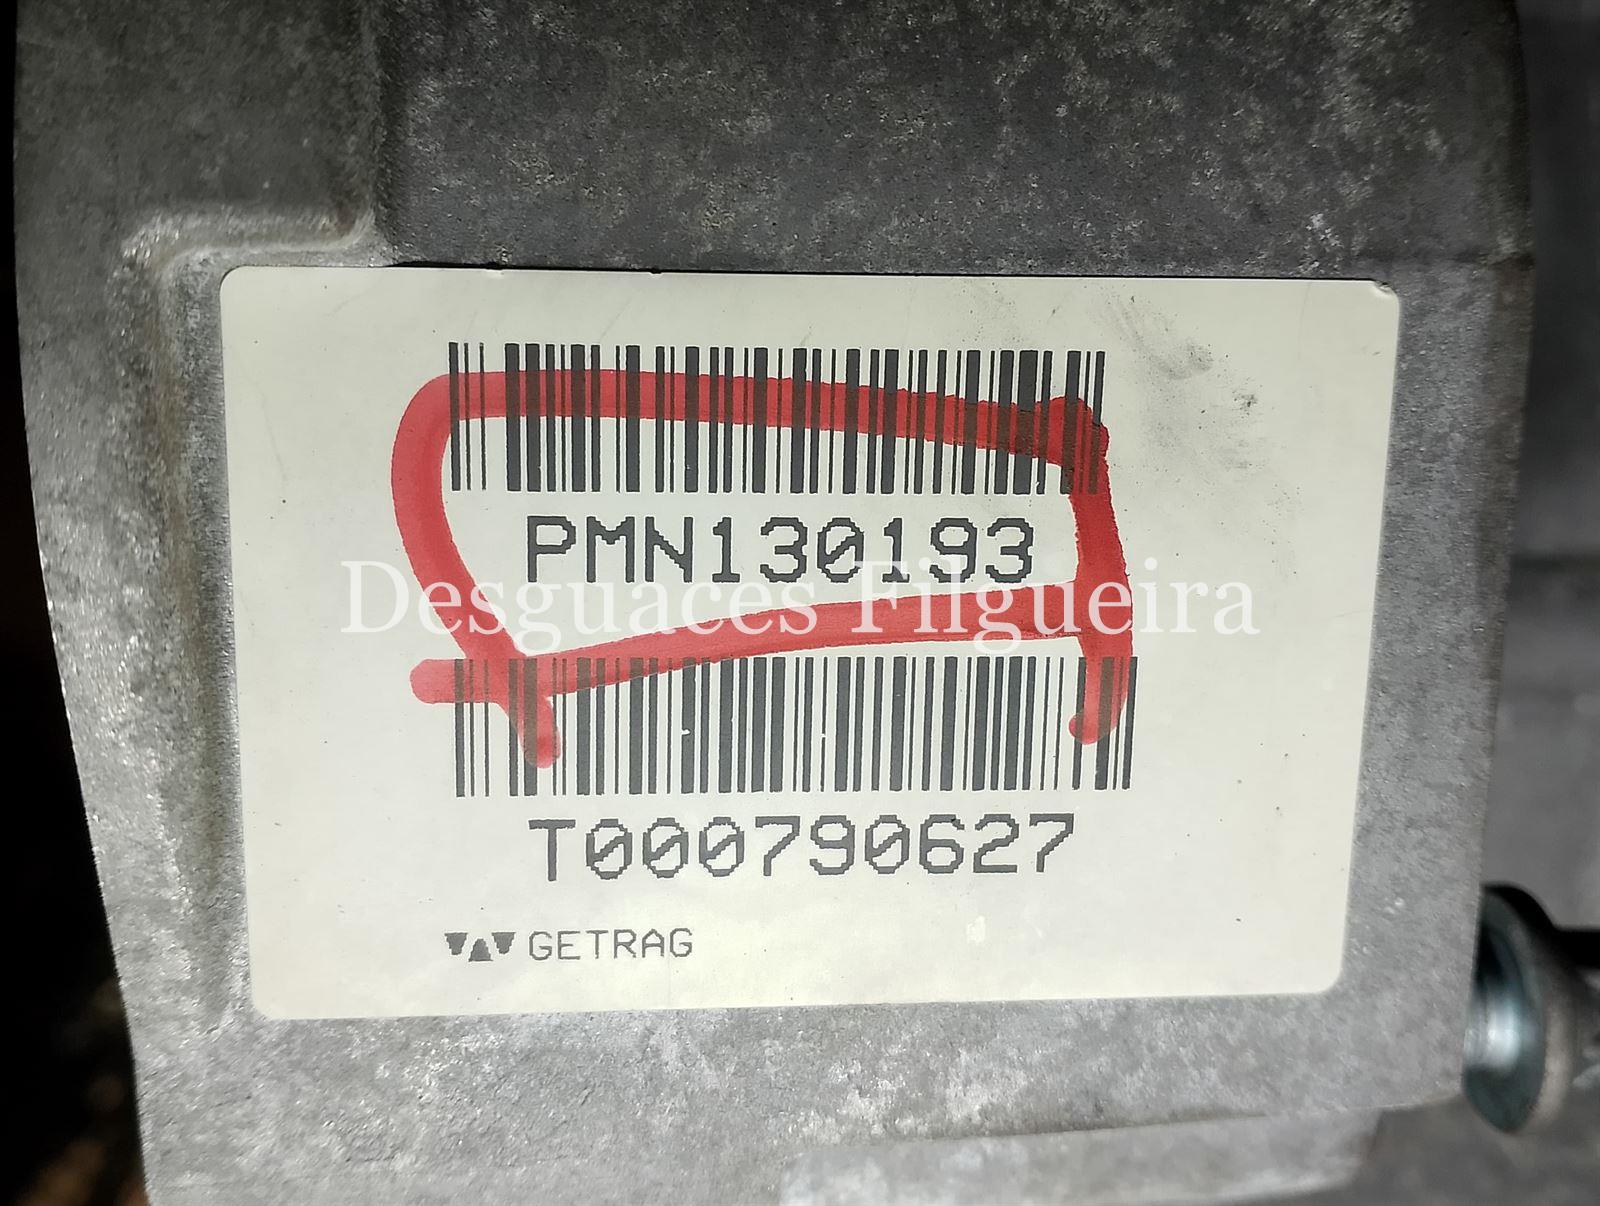 PMN130193
Desguaces Filgueira
T000790627
GETRAG